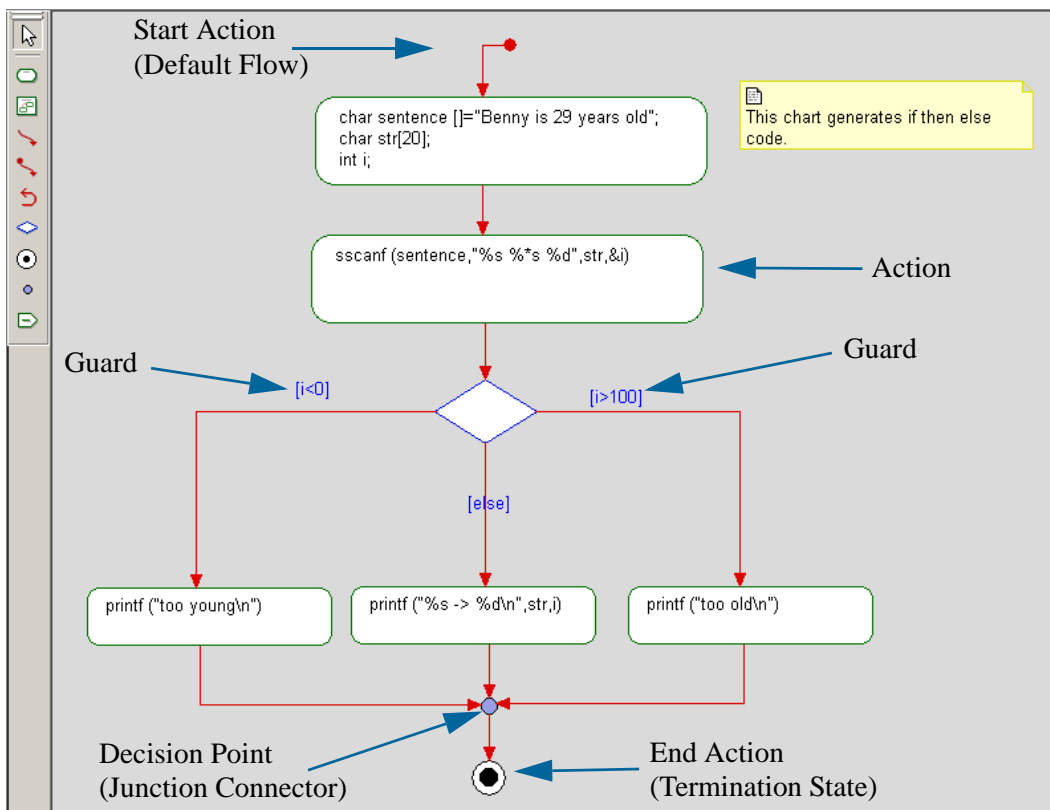 Start Action
(Default Flow)
char sentence []="Benny is 29 years old";
char str[20];
int i;
This chart generates if then else
code.
sscanf (sentence,"%s %*s %d",str,&i)
Action
Guard
Guard
[i<0]
[i>100]
[else]
printf ("too young\n")
printf ("%s -> %d\n",str,i)
printf ("too old\n")
Decision Point
(Junction Connector)
End Action
(Termination State)